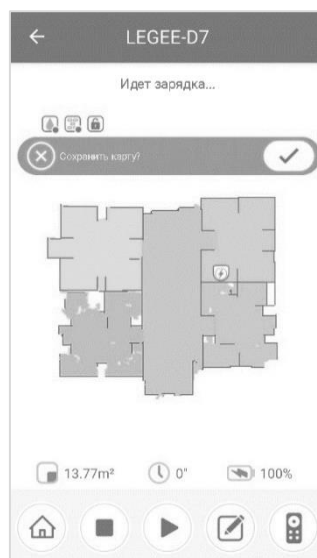 LEGEE-D7
Идет зарядка...
Сохранить карту?
13.77m²
0"
100%